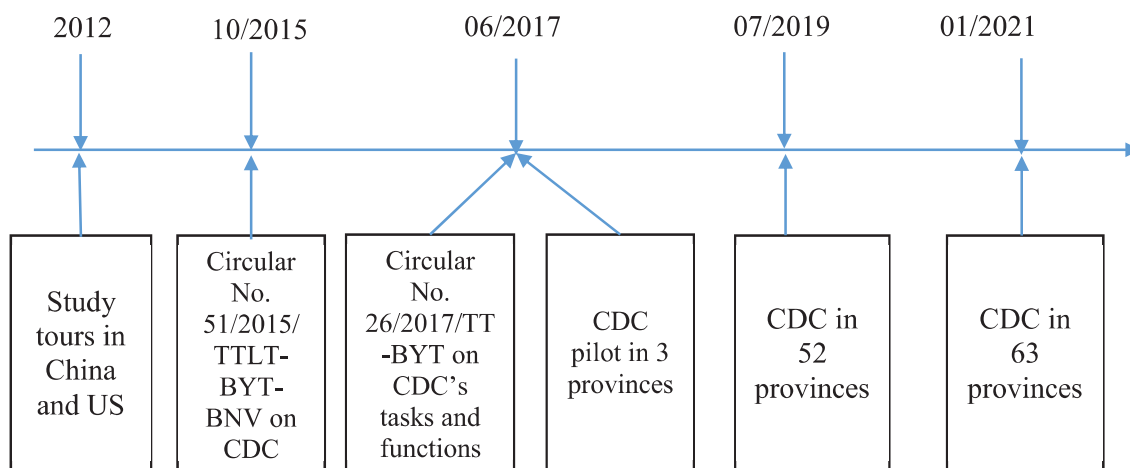 2012
10/2015
06/2017
07/2019
01/2021
Study
tours in
China
and US
Circular
No.
51/2015/
TTLT-
BYT-
BNV on
CDC
Circular
No.
26/2017/TT
-BYT on
CDC's
tasks and
functions
CDC
pilot in 3
provinces
CDC in
52
provinces
CDC in
63
provinces